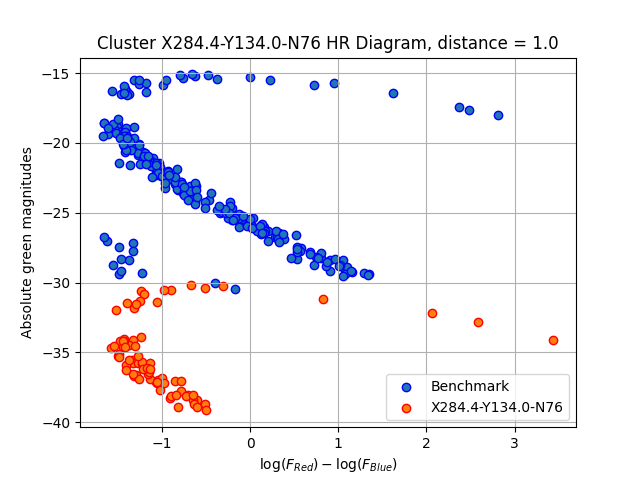 Cluster X284.4-Y134.0-N76 HR Diagram, distance = 1.0
Absolute green magnitudes
−15
−20
−25
−30
−35
−40
−1
0
1
2
3
log(F_Red) − log(F_Blue)
Benchmark
X284.4-Y134.0-N76